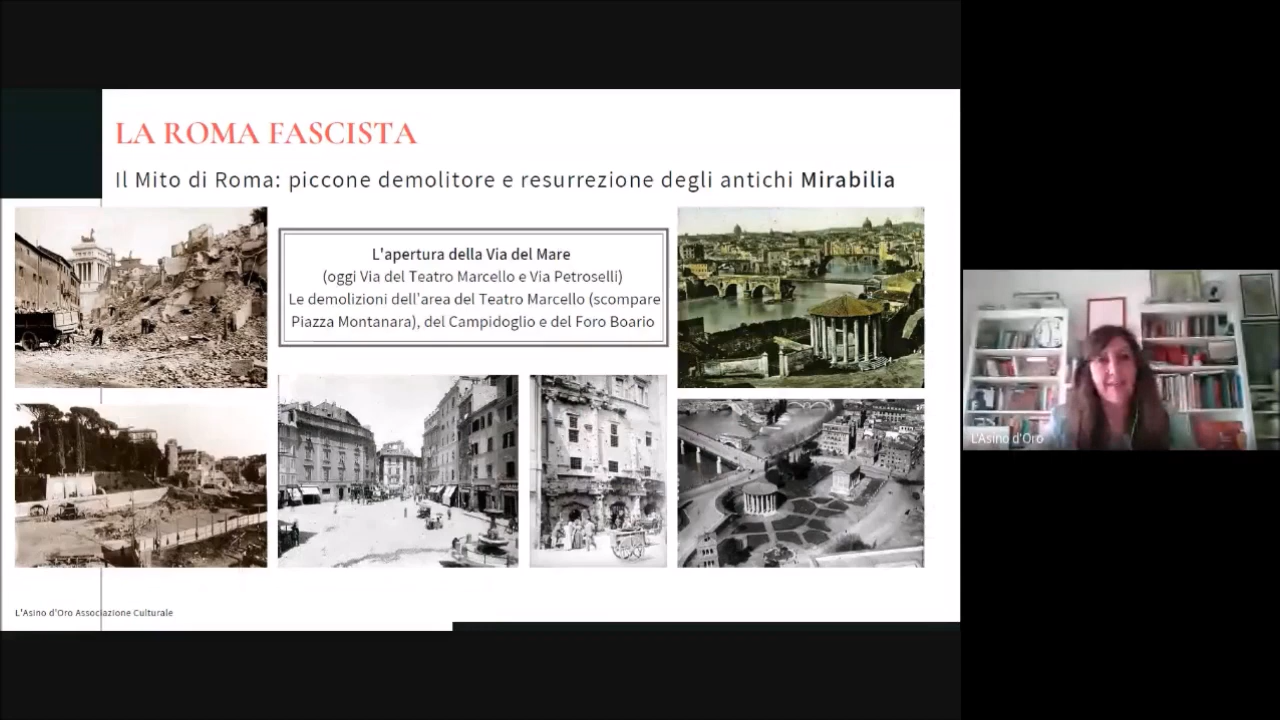 LA ROMA FASCISTA
Il Mito di Roma: piccone demolitore e resurrezione degli antichi Mirabilia
L'apertura della Via del Mare
(oggi Via del Teatro Marcello e Via Petroselli)
Le demolizioni dell'area del Teatro Marcello (scompare
Piazza Montanara), del Campidoglio e del Foro Boario
L'Asino d'Oro
L'Asino d'Oro Associazione Culturale